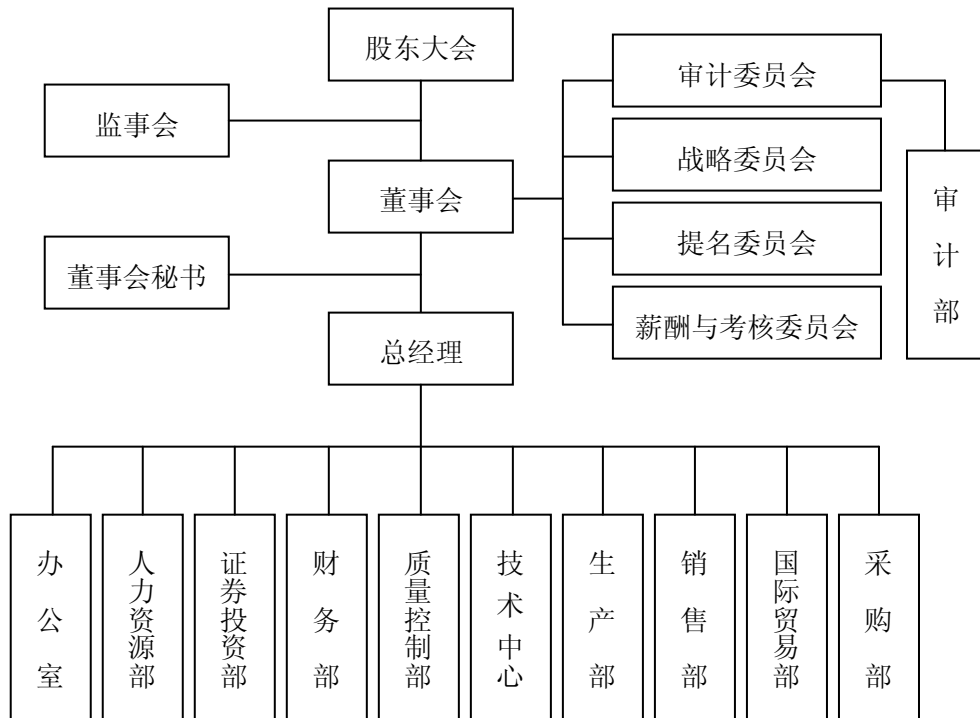 股东大会
审计委员会
监事会
战略委员会
董事会
审计部
提名委员会
董事会秘书
薪酬与考核委员会
总经理
办公室
人力资源部
证券投资部
财务部
质量控制部
技术中心
生产部
销售部
国际贸易部
采购部